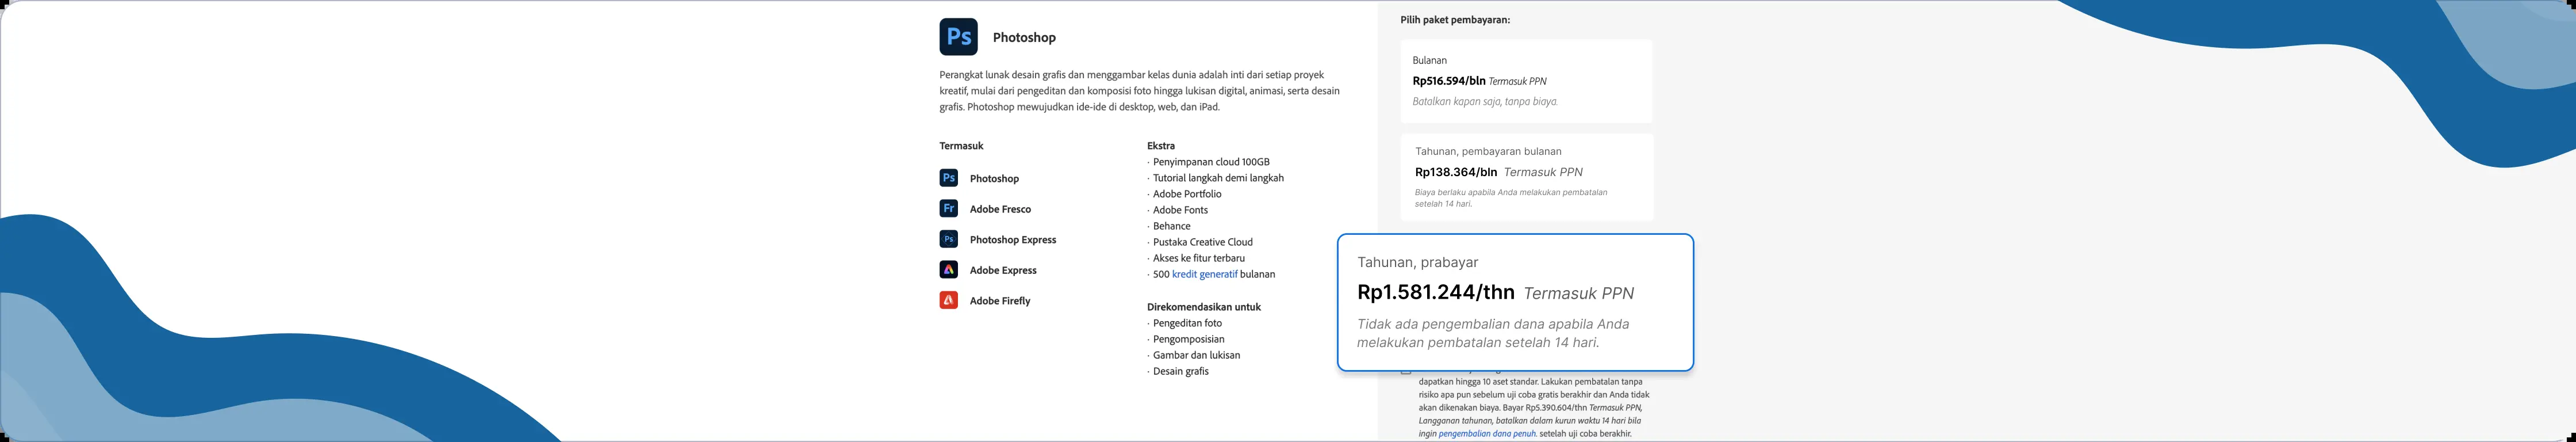 Ps
Photoshop
Perangkat lunak desain grafis dan menggambar kelas dunia adalah inti dari setiap proyek
kreatif, mulai dari pengeditan dan komposisi foto hingga lukisan digital, animasi, serta desain
grafis. Photoshop mewujudkan ide-ide di desktop, web, dan iPad.
Termasuk
Ps Photoshop
Fr Adobe Fresco
Ps Photoshop Express
Adobe Express
Adobe Firefly
Ekstra
· Penyimpanan cloud 100GB
· Tutorial langkah demi langkah
· Adobe Portfolio
· Adobe Fonts
· Behance
· Pustaka Creative Cloud
· Akses ke fitur terbaru
· 500 kredit generatif bulanan
Direkomendasikan untuk
· Pengeditan foto
· Pengomposisian
· Gambar dan lukisan
· Desain grafis
Pilih paket pembayaran:
Bulanan
Rp516.594/bln Termasuk PPN
Batalkan kapan saja, tanpa biaya.
Tahunan, pembayaran bulanan
Rp138.364/bln Termasuk PPN
Biaya berlaku apabila Anda melakukan pembatalan
setelah 14 hari.
Tahunan, prabayar
Rp1.581.244/thn Termasuk PPN
Tidak ada pengembalian dana apabila Anda
melakukan pembatalan setelah 14 hari.
dapatkan hingga 10 aset standar. Lakukan pembatalan tanpa
risiko apa pun sebelum uji coba gratis berakhir dan Anda tidak
akan dikenakan biaya. Bayar Rp5.390.604/thn Termasuk PPN,
Langganan tahunan, batalkan dalam kurun waktu 14 hari bila
ingin pengembalian dana penuh. setelah uji coba berakhir.